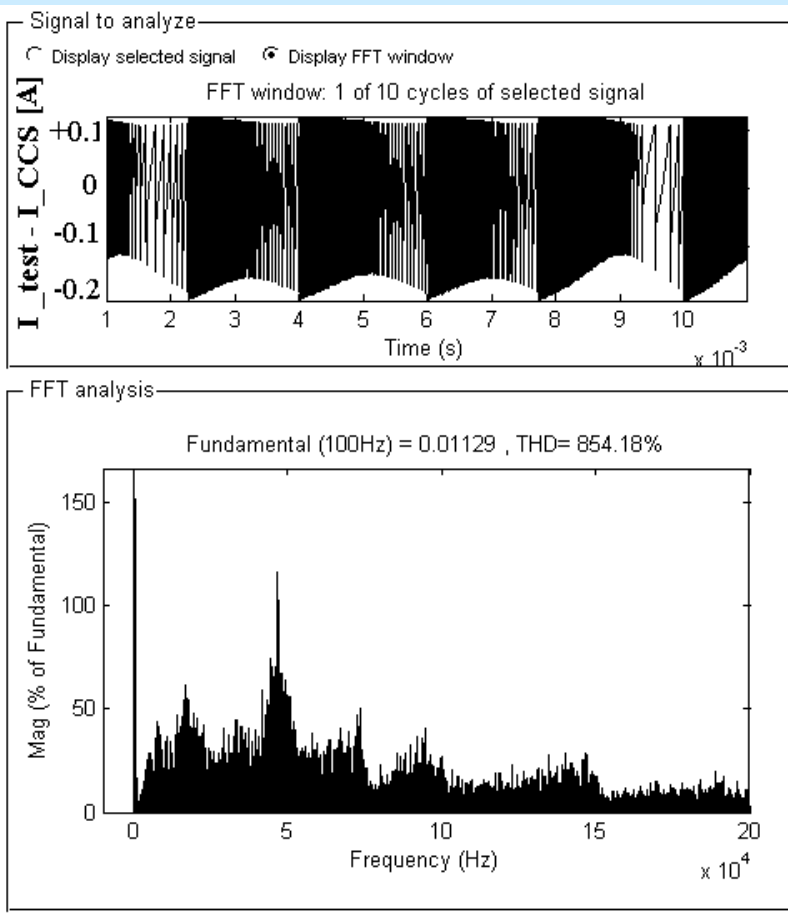 Signal to analyze
Display selected signal Display FFT window
FFT window: 1 of 10 cycles of selected signal
I_test - I_CCS [A]
+0.1
0
-0.1
-0.2
1 2 3 4 5 6 7 8 9 10
Time (s)
x 10^-3
FFT analysis
Fundamental (100Hz) = 0.01129 , THD= 854.18%
Mag (% of Fundamental)
150
100
50
0
0 5 10 15 20
Frequency (Hz)
x 10^4